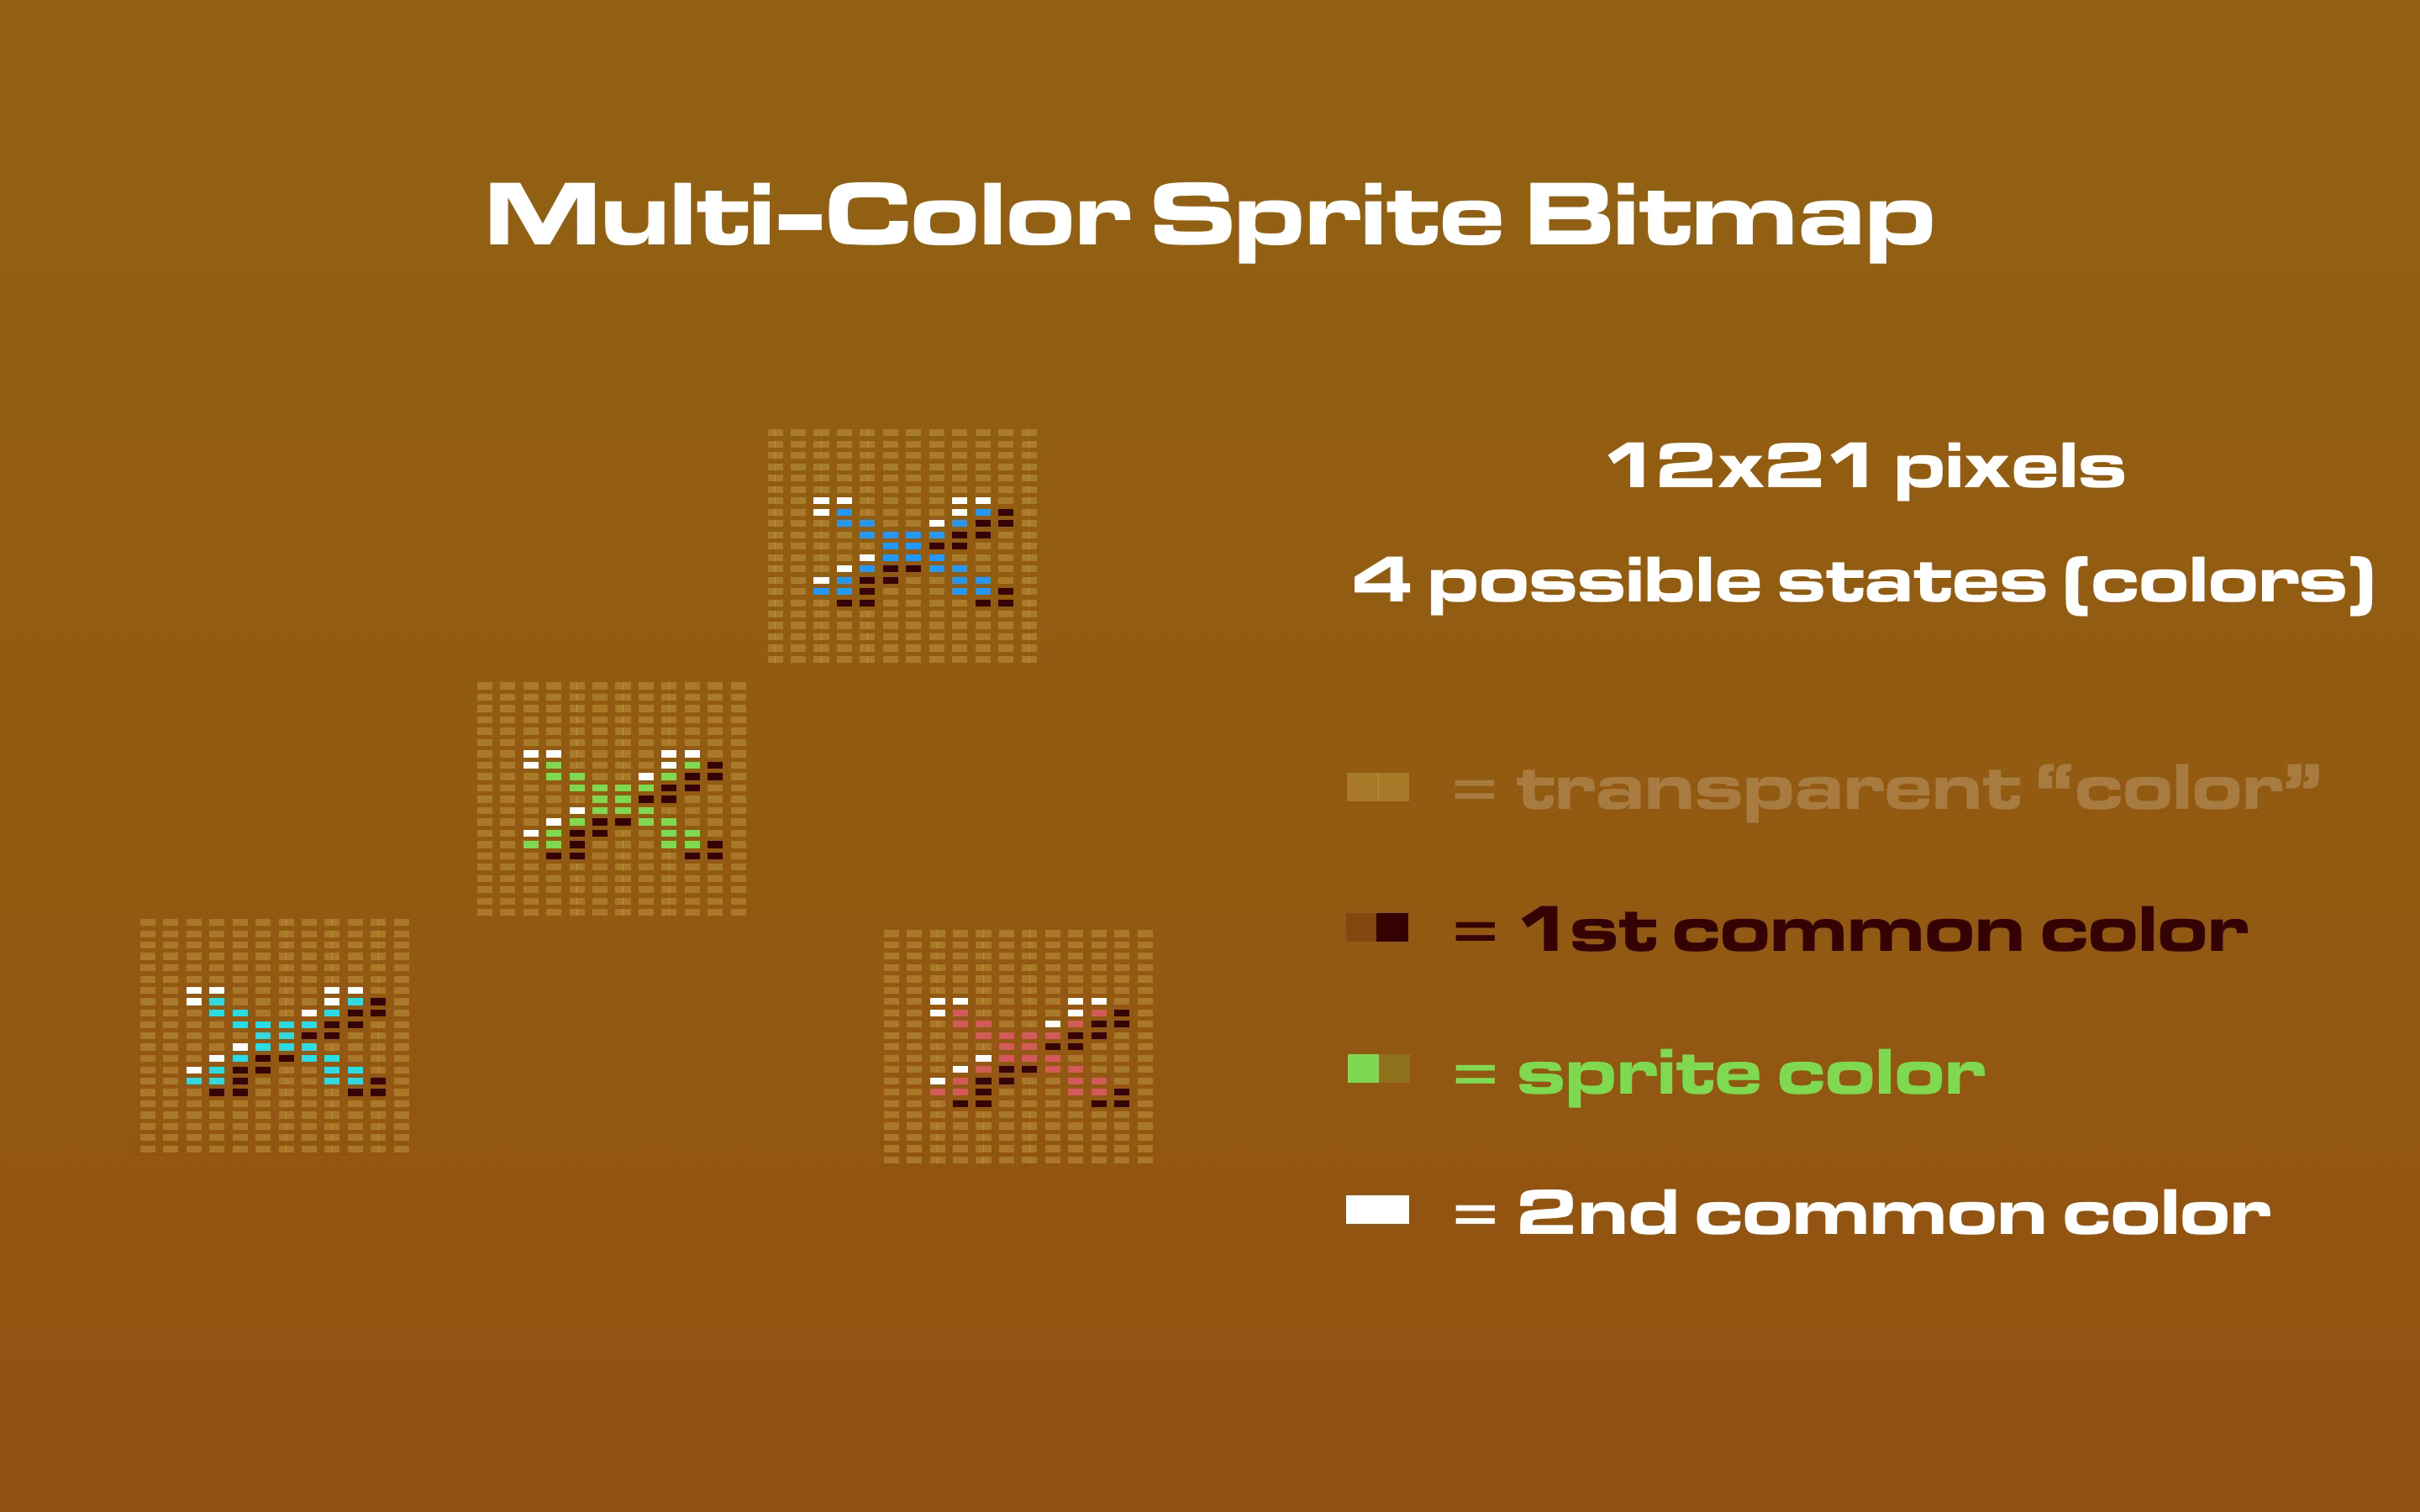 Multi-Color Sprite Bitmap
12x21 pixels
4 possible states (colors)
= transparent “color”
= 1st common color
= sprite color
= 2nd common color